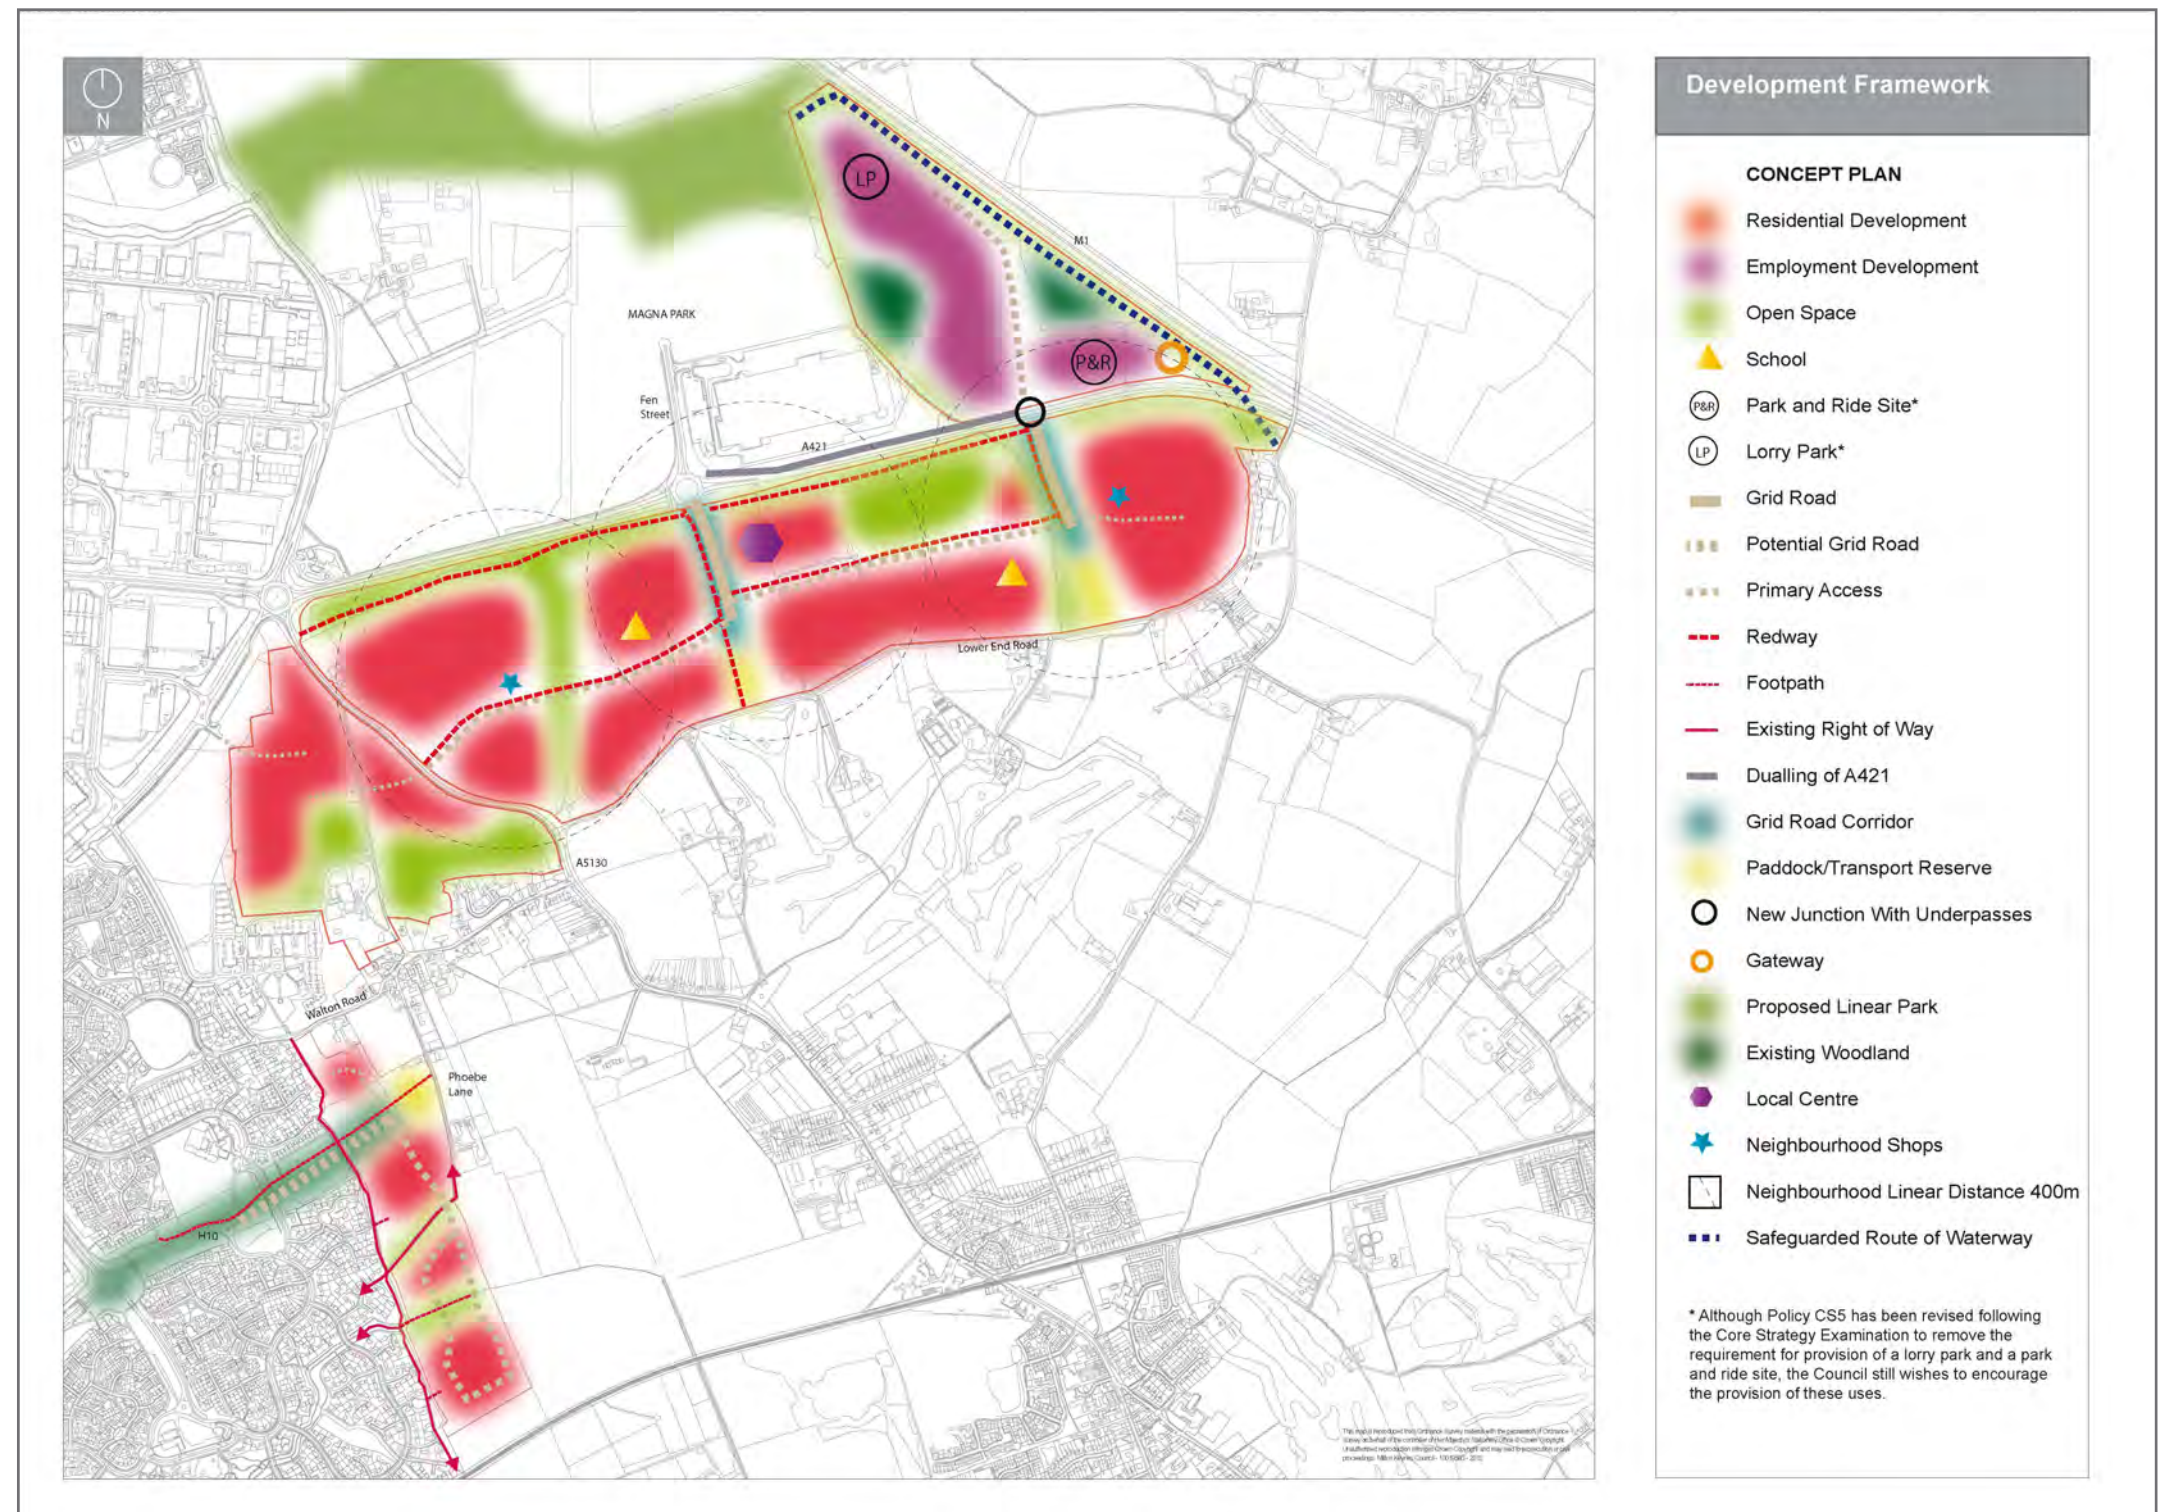 N
LP
M1
MAGNA PARK
P&R
Fen
Street
A421
Lower End Road
A5130
Walton Road
Phoebe
Lane
H10
Development Framework
CONCEPT PLAN
Residential Development
Employment Development
Open Space
School
P&R
Park and Ride Site*
LP
Lorry Park*
Grid Road
Potential Grid Road
Primary Access
Redway
Footpath
Existing Right of Way
Dualling of A421
Grid Road Corridor
Paddock/Transport Reserve
New Junction With Underpasses
Gateway
Proposed Linear Park
Existing Woodland
Local Centre
Neighbourhood Shops
Neighbourhood Linear Distance 400m
Safeguarded Route of Waterway
* Although Policy CS5 has been revised following
the Core Strategy Examination to remove the
requirement for provision of a lorry park and a park
and ride site, the Council still wishes to encourage
the provision of these uses.